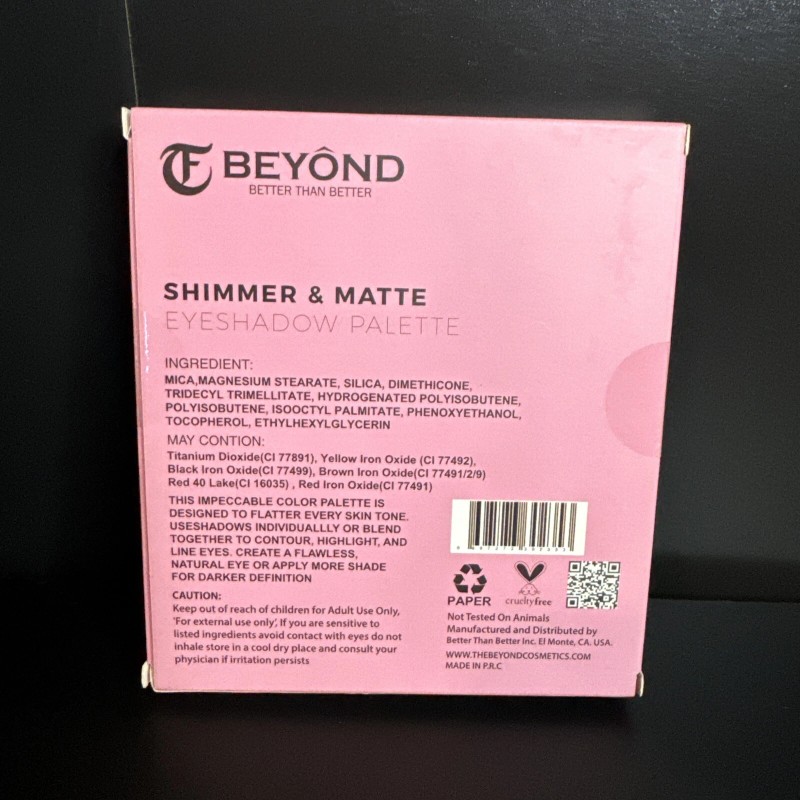 BEYÔND
BETTER THAN BETTER
SHIMMER & MATTE
EYESHADOW PALETTE
INGREDIENT:
MICA,MAGNESIUM STEARATE, SILICA, DIMETHICONE,
TRIDECYL TRIMELLITATE, HYDROGENATED POLYISOBUTENE,
POLYISOBUTENE, ISOOCTYL PALMITATE, PHENOXYETHANOL,
TOCOPHEROL, ETHYLHEXYLGLYCERIN
MAY CONTION:
Titanium Dioxide(CI 77891), Yellow Iron Oxide (CI 77492),
Black Iron Oxide(CI 77499), Brown Iron Oxide(CI 77491/2/9)
Red 40 Lake(CI 16035) , Red Iron Oxide(CI 77491)
THIS IMPECCABLE COLOR PALETTE IS
DESIGNED TO FLATTER EVERY SKIN TONE.
USESHADOWS INDIVIDUALLLY OR BLEND
TOGETHER TO CONTOUR, HIGHLIGHT, AND
LINE EYES. CREATE A FLAWLESS,
NATURAL EYE OR APPLY MORE SHADE
FOR DARKER DEFINITION
CAUTION:
Keep out of reach of children for Adult Use Only,
'For external use only'. If you are sensitive to
listed ingredients avoid contact with eyes do not
inhale store in a cool dry place and consult your
physician if irritation persists
PAPER
crueltyfree
Not Tested On Animals
Manufactured and Distributed by
Better Than Better Inc. El Monte, CA. USA.
WWW.THEBEYONDCOSMETICS.COM
MADE IN P.R.C